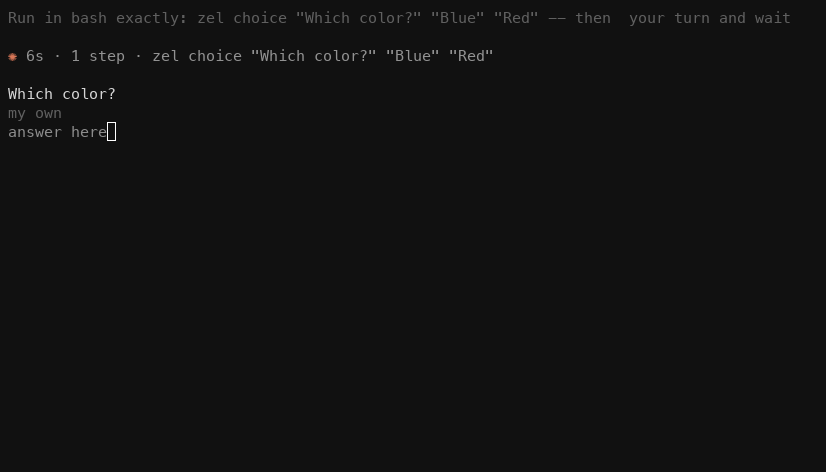 Run in bash exactly: zel choice "Which color?" "Blue" "Red" —— then  your turn and wait
✺ 6s · 1 step · zel choice "Which color?" "Blue" "Red"
Which color?
my own
answer here